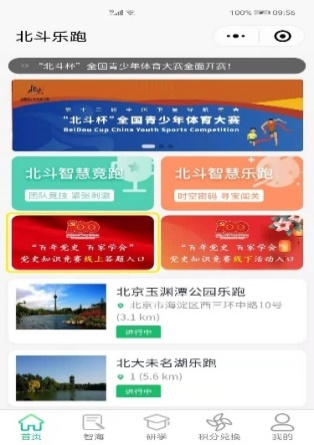 100% 09:56
北斗乐跑
“北斗杯”全国青少年体育大赛全面开赛!
“北斗杯”全国青少年体育大赛
BeiDou Cup China Youth Sports Competition
北斗智慧竞跑
团队竞技 紧张刺激
北斗智慧乐跑
时空密码 寻宝闯关
100
“百年党史 百家学会”
党史知识竞赛线上答题入口
100
“百年党史 百家学会”
党史知识竞赛线下活动入口
北京玉渊潭公园乐跑
北京市海淀区西三环中路10号
(3.1 km)
进行中
北大未名湖乐跑
1 (5.6 km)
进行中
首页
智海
研学
积分兑换
我的